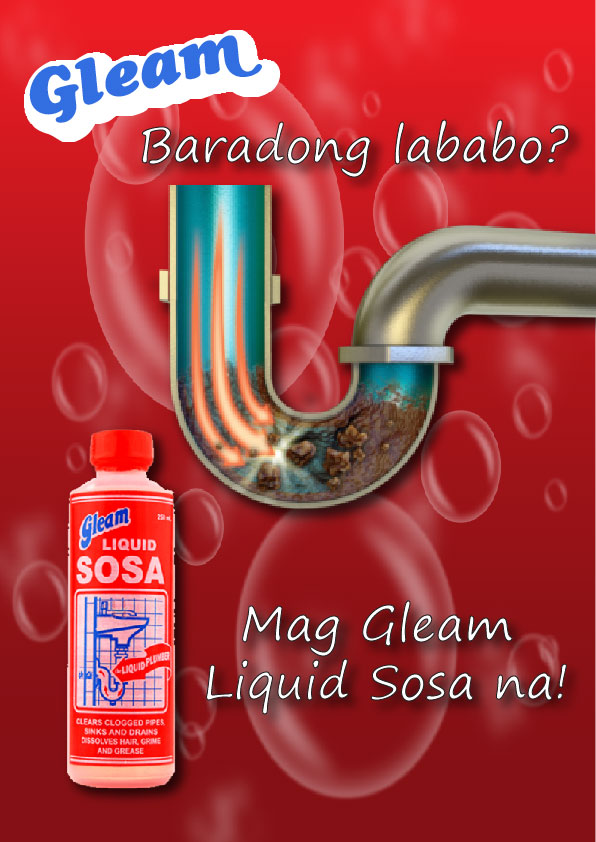 Gleam
Baradong lababo?
Gleam
250 mL
LIQUID
SOSA
LIQUID PLUMBER
CLEARS CLOGGED PIPES,
SINKS AND DRAINS
DISSOLVES HAIR, GRIME
AND GREASE
Mag Gleam
Liquid Sosa na!